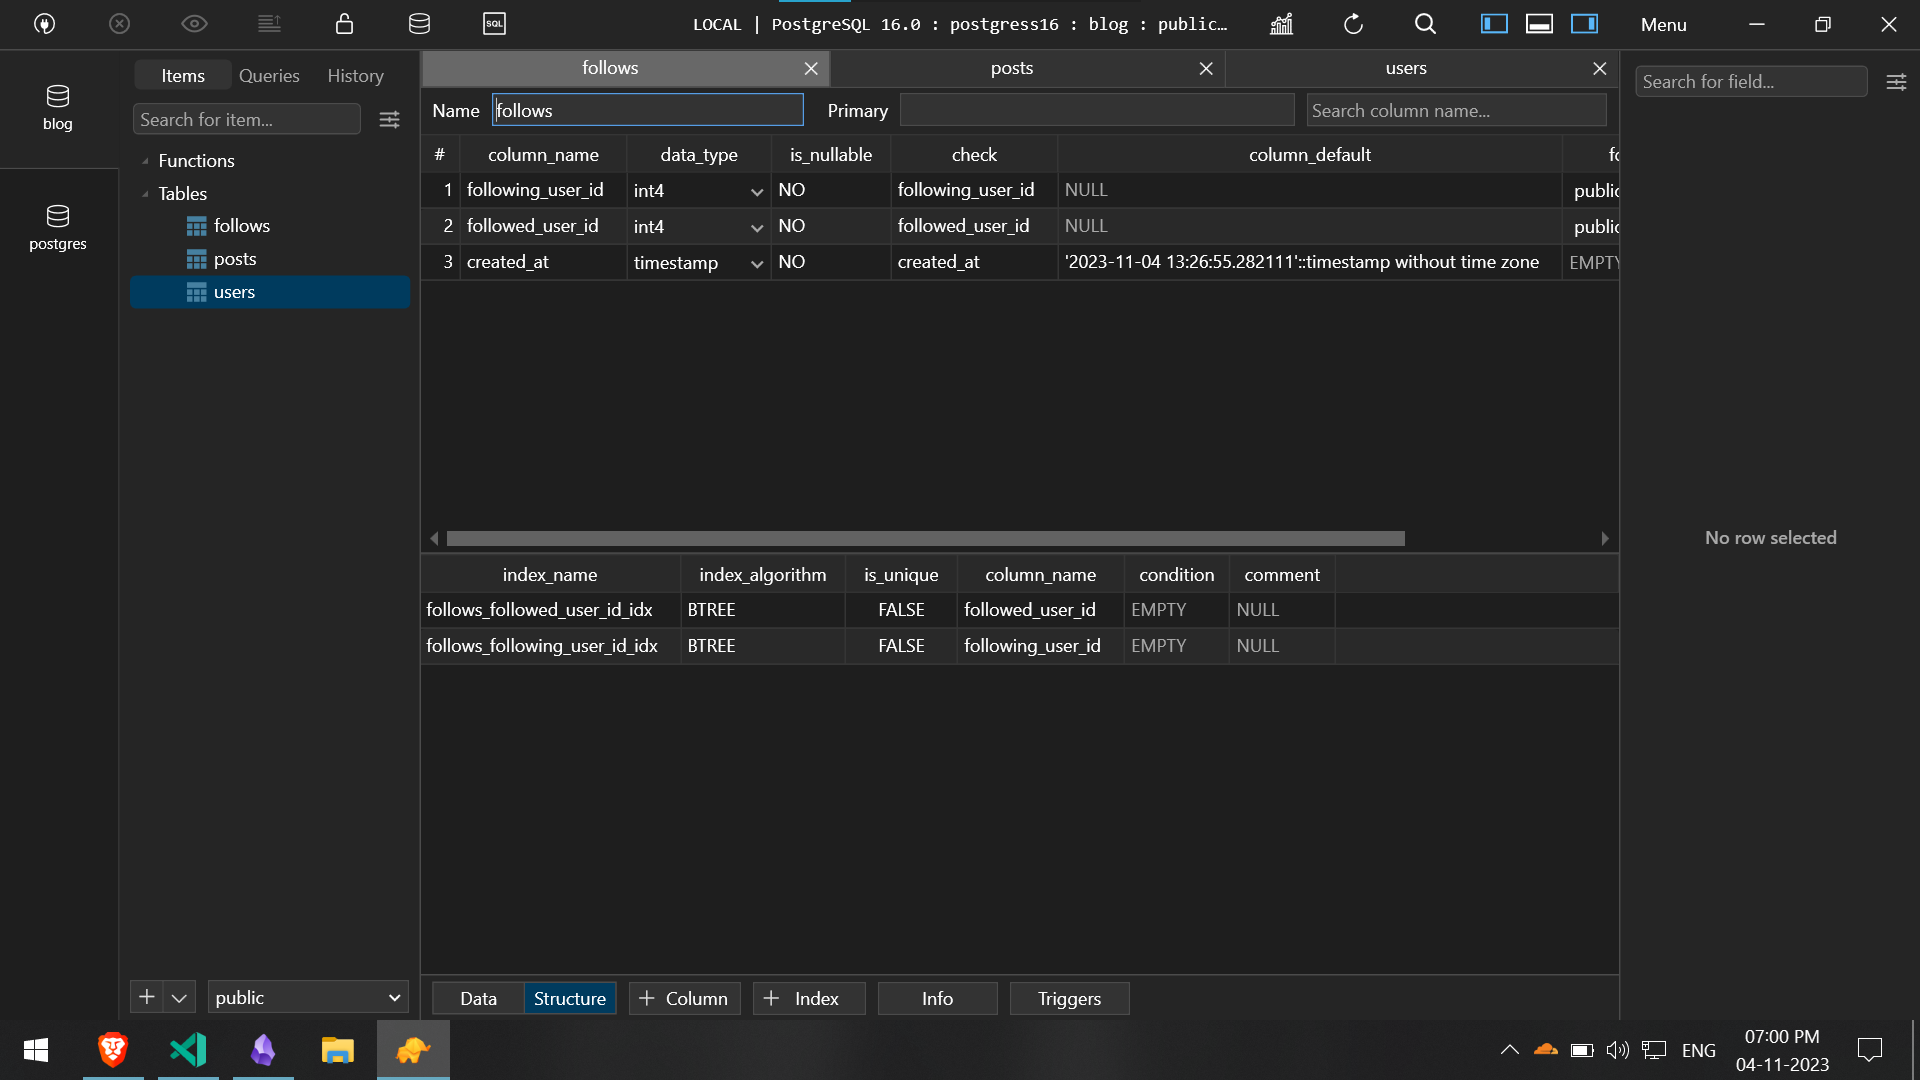 SQL
LOCAL | PostgreSQL 16.0 : postgress16 : blog : public...
Menu
blog
postgres
Items Queries History
Search for item...
Functions
Tables
follows
posts
users
public
follows posts users
Name follows Primary Search column name...
# column_name data_type is_nullable check column_default fo
1 following_user_id int4 NO following_user_id NULL public
2 followed_user_id int4 NO followed_user_id NULL public
3 created_at timestamp NO created_at '2023-11-04 13:26:55.282111'::timestamp without time zone EMPTY
index_name index_algorithm is_unique column_name condition comment
follows_followed_user_id_idx BTREE FALSE followed_user_id EMPTY NULL
follows_following_user_id_idx BTREE FALSE following_user_id EMPTY NULL
Data Structure + Column + Index Info Triggers
Search for field...
No row selected
ENG
07:00 PM
04-11-2023